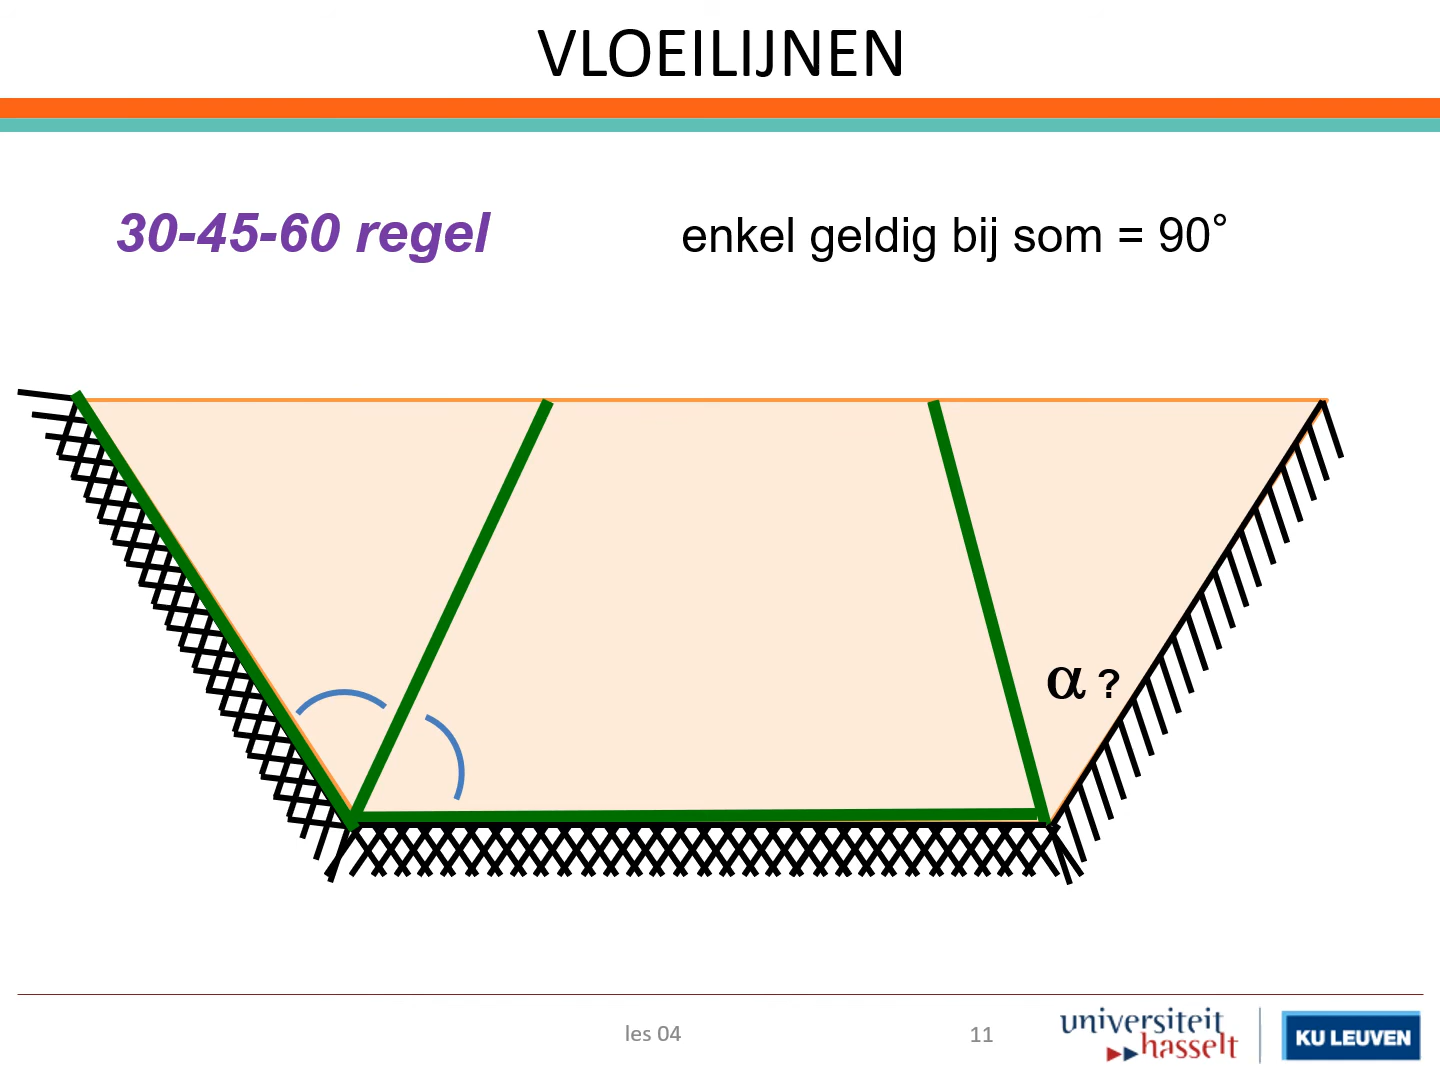 VLOEILIJNEN
30-45-60 regel
enkel geldig bij som = 90°
α ?
les 04
11
universiteit
hasselt
KU LEUVEN